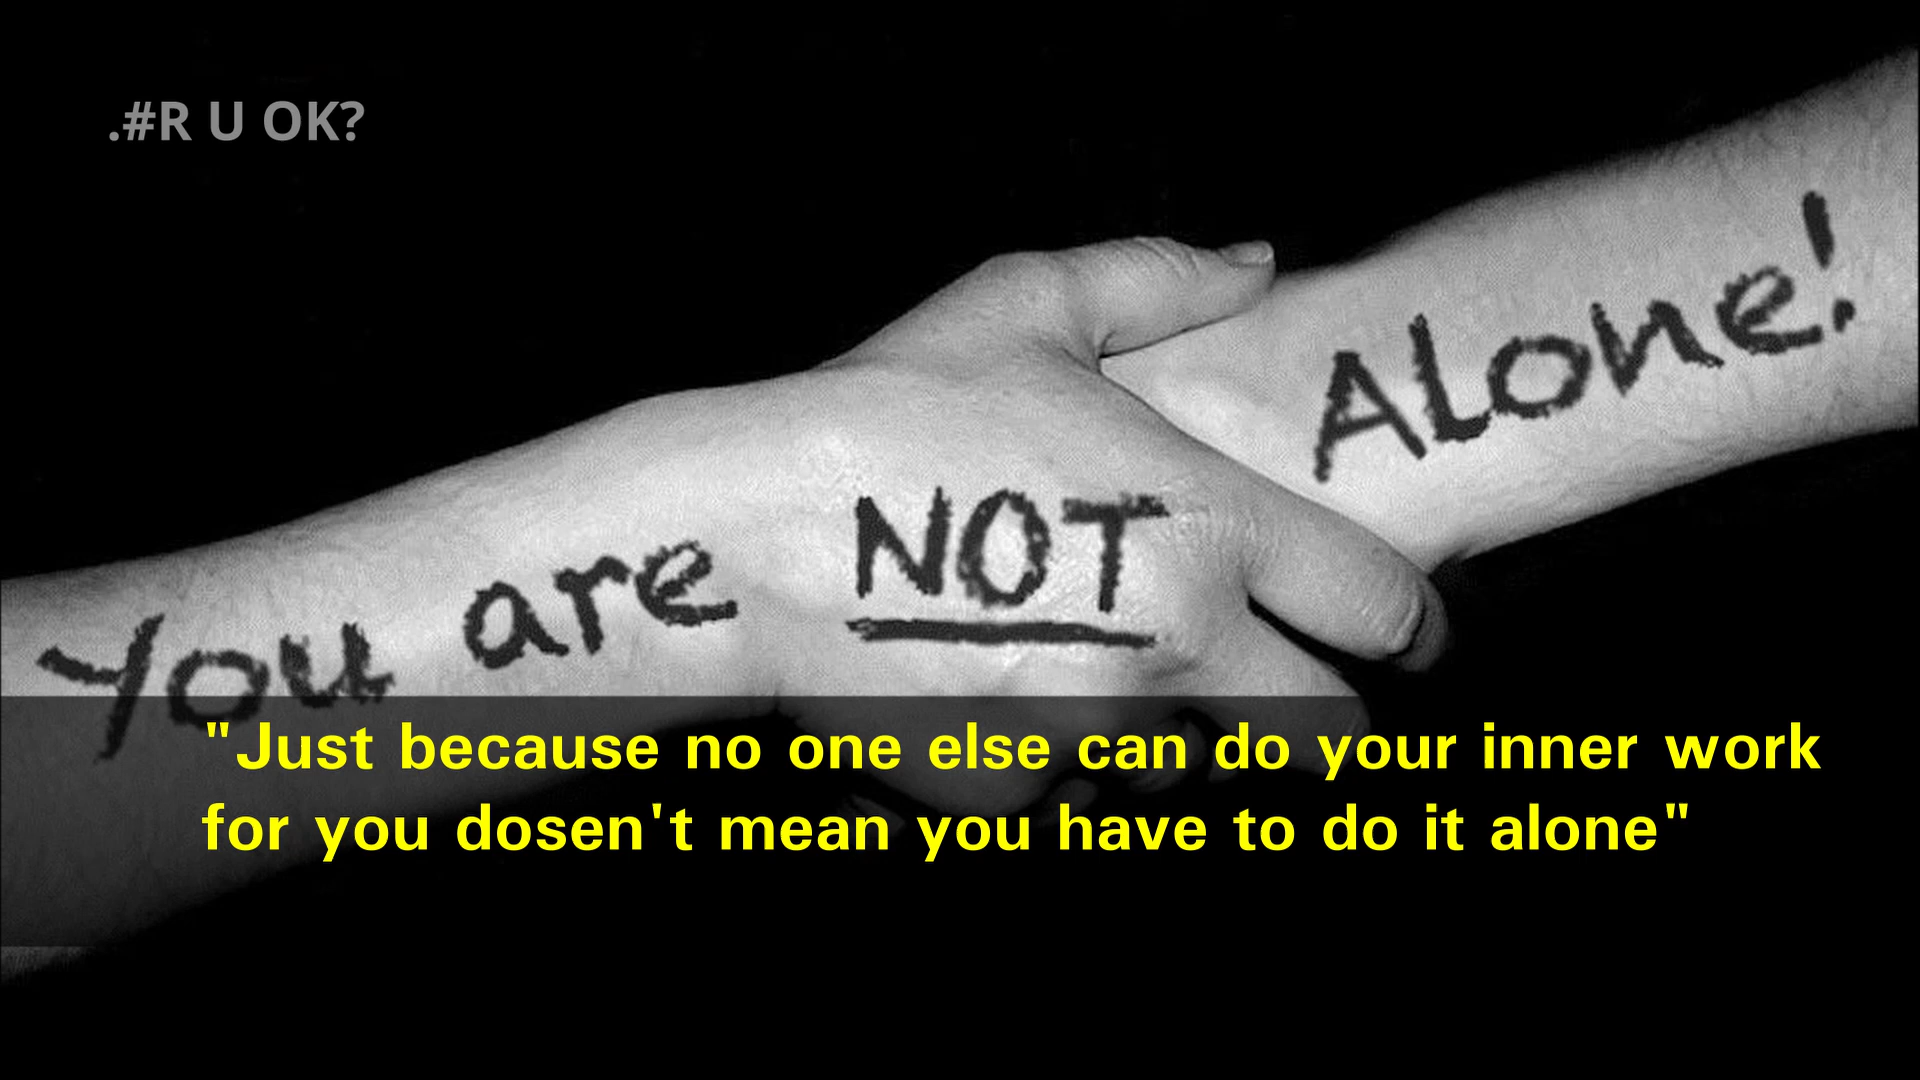 .#R U OK?
You are NOT Alone!
"Just because no one else can do your inner work
for you dosen't mean you have to do it alone"